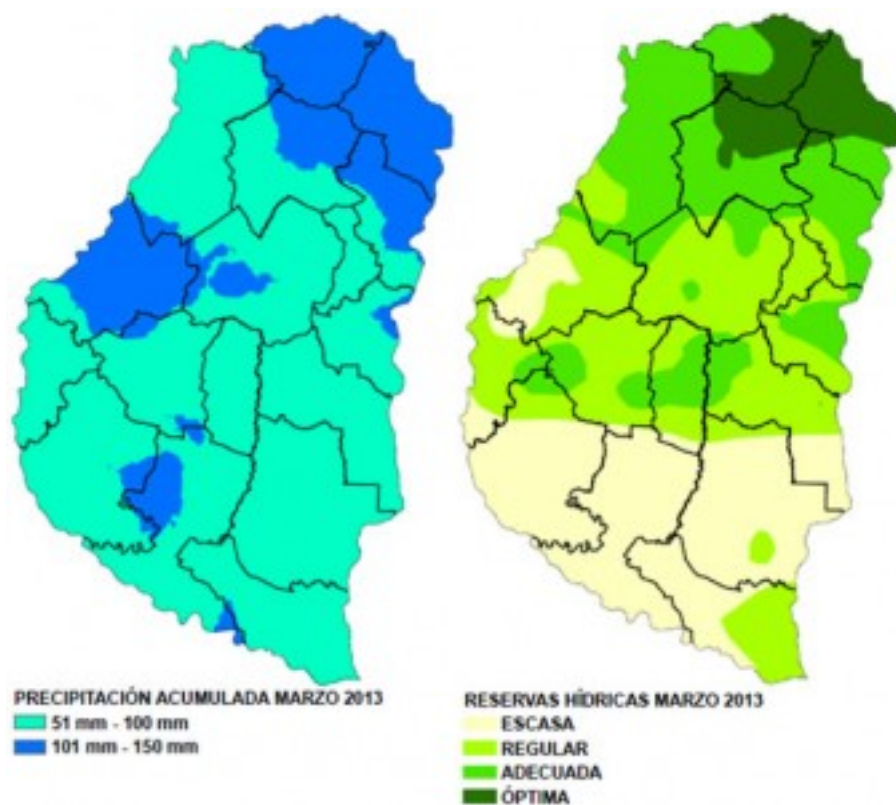 PRECIPITACIÓN ACUMULADA MARZO 2013
51 mm - 100 mm
101 mm - 150 mm
RESERVAS HÍDRICAS MARZO 2013
ESCASA
REGULAR
ADECUADA
ÓPTIMA